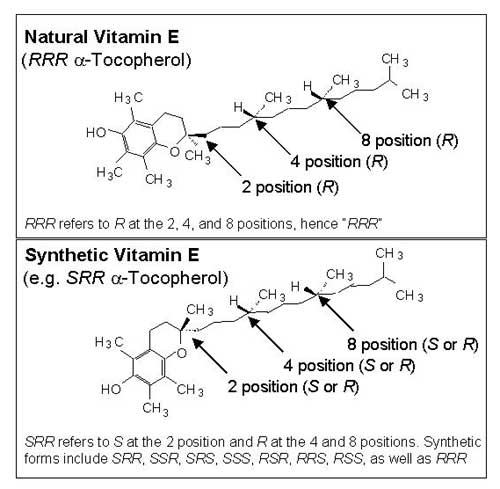 Natural Vitamin E
(RRR α-Tocopherol)
H CH3
H CH3
CH3
CH3
H3C
HO
O
CH3
H3C
CH3
8 position (R)
4 position (R)
2 position (R)
RRR refers to R at the 2, 4, and 8 positions, hence "RRR"
Synthetic Vitamin E
(e.g. SRR α-Tocopherol)
CH3
H CH3
CH3
H CH3
CH3
H3C
O
HO
CH3
CH3
8 position (S or R)
4 position (S or R)
2 position (S or R)
SRR refers to S at the 2 position and R at the 4 and 8 positions. Synthetic
forms include SRR, SSR, SRS, SSS, RSR, RRS, RSS, as well as RRR